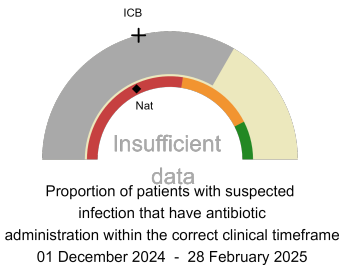 ICB
Nat
Insufficient
data
Proportion of patients with suspected
infection that have antibiotic
administration within the correct clinical timeframe
01 December 2024 - 28 February 2025